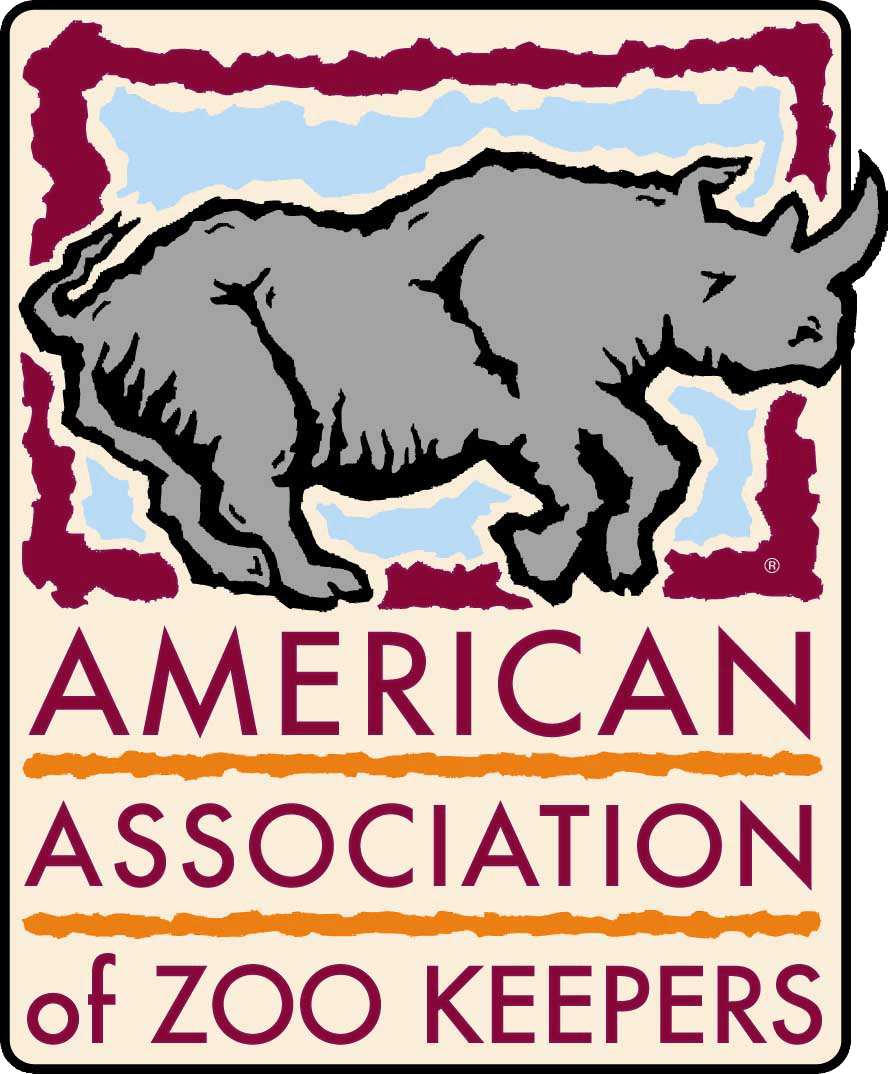 ®
AMERICAN
ASSOCIATION
of ZOO KEEPERS